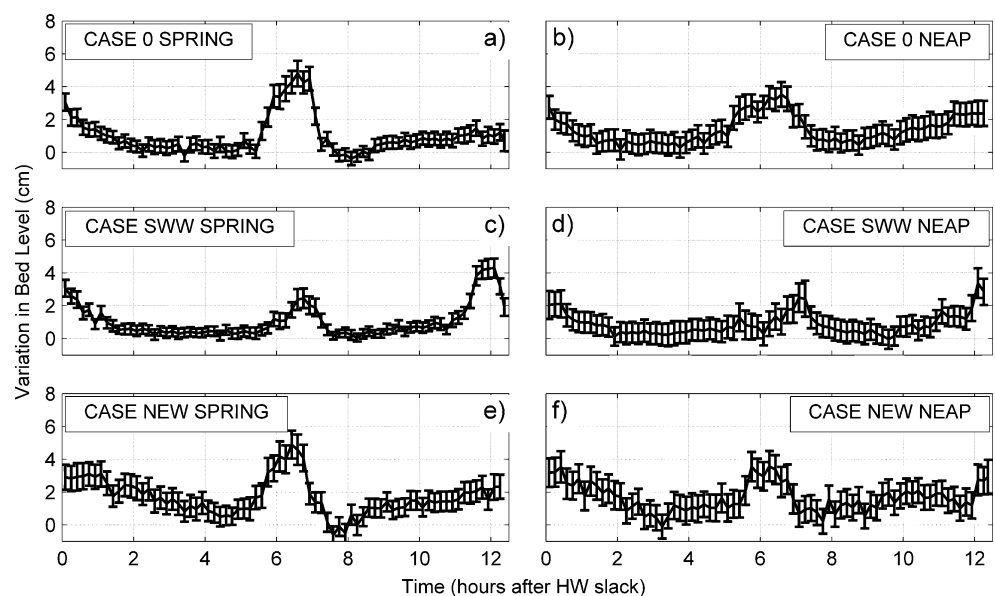 CASE 0 SPRING
a)
b)
CASE 0 NEAP
8
6
4
2
0
CASE SWW SPRING
c)
d)
CASE SWW NEAP
8
6
4
2
0
Variation in Bed Level (cm)
CASE NEW SPRING
e)
f)
CASE NEW NEAP
8
6
4
2
0
0 2 4 6 8 10 12
0 2 4 6 8 10 12
Time (hours after HW slack)